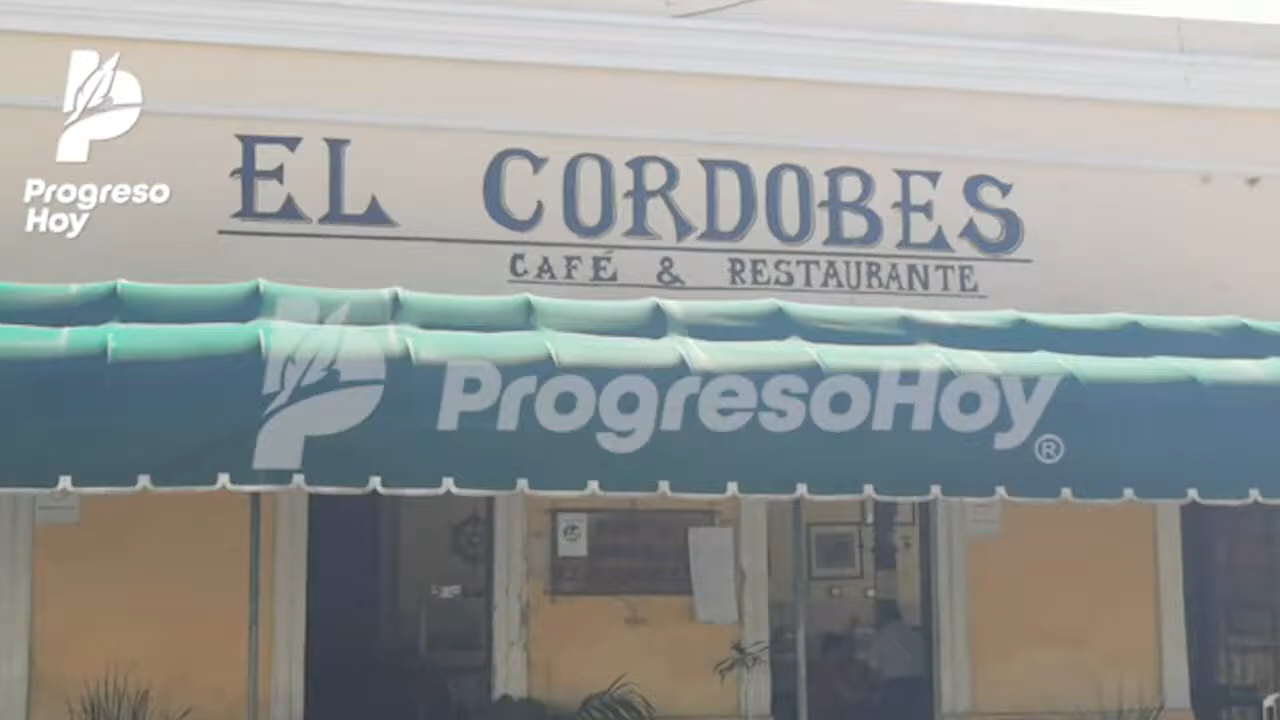 Progreso
Hoy
EL CORDOBES
CAFÉ & RESTAURANTE
ProgresoHoy®